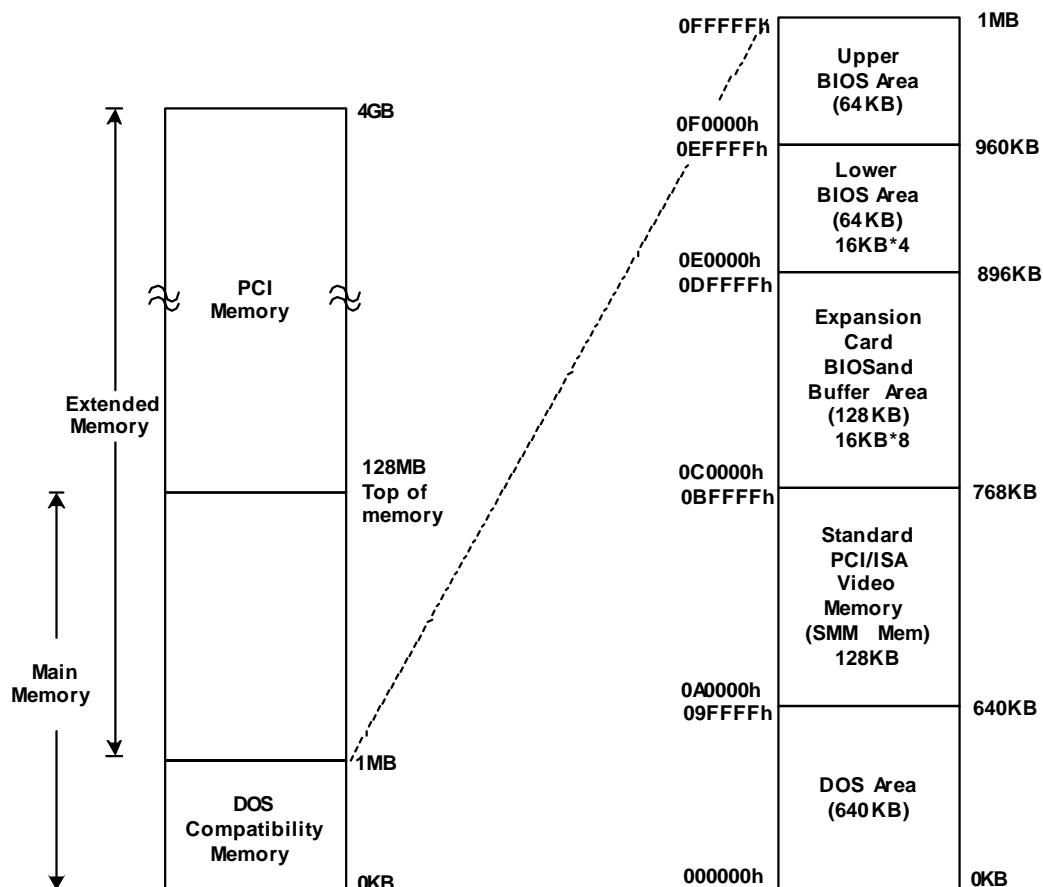 4GB
PCI
Memory
Extended
Memory
128MB
Top of
memory
Main
Memory
1MB
DOS
Compatibility
Memory
0KB
0FFFFFh
1MB
Upper
BIOS Area
(64KB)
0F0000h
0EFFFFh
960KB
Lower
BIOS Area
(64KB)
16KB*4
0E0000h
0DFFFFh
896KB
Expansion
Card
BIOSand
Buffer Area
(128KB)
16KB*8
0C0000h
0BFFFFh
768KB
Standard
PCI/ISA
Video
Memory
(SMM Mem)
128KB
0A0000h
09FFFFh
640KB
DOS Area
(640KB)
000000h
0KB